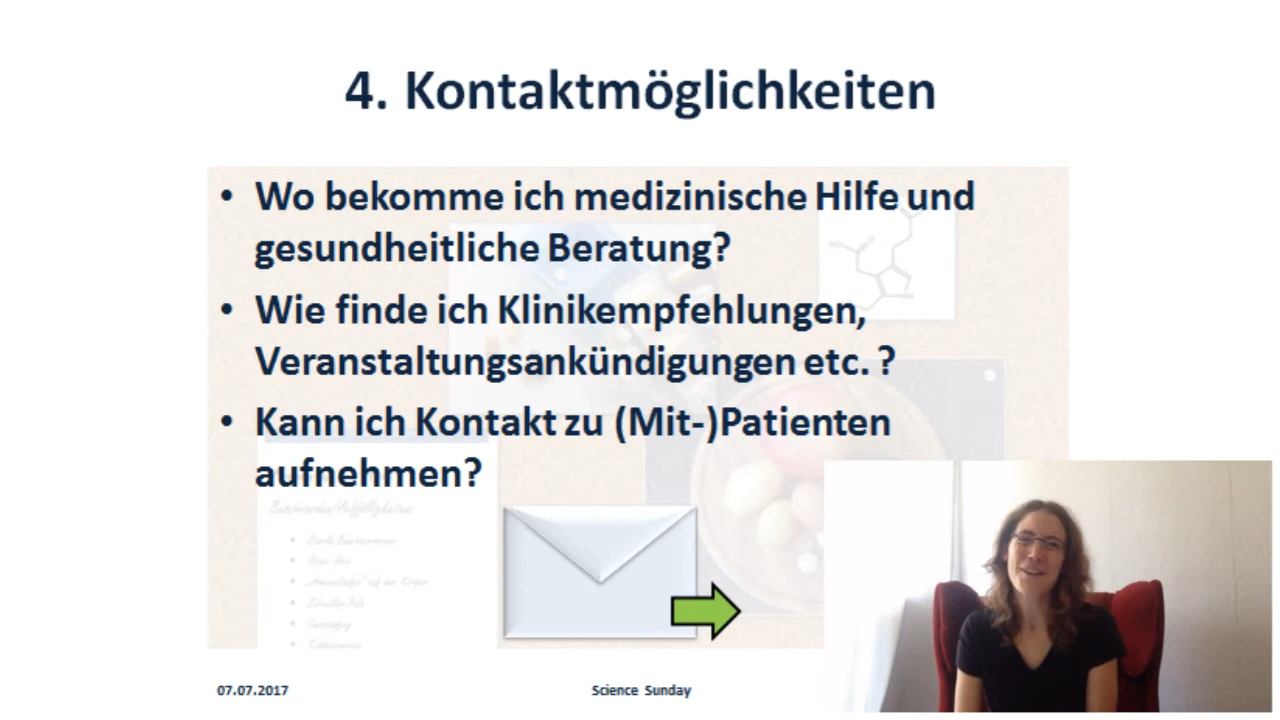 4. Kontaktmöglichkeiten
• Wo bekomme ich medizinische Hilfe und
gesundheitliche Beratung?
• Wie finde ich Klinikempfehlungen,
Veranstaltungsankündigungen etc. ?
• Kann ich Kontakt zu (Mit-)Patienten
aufnehmen?
07.07.2017
Science Sunday